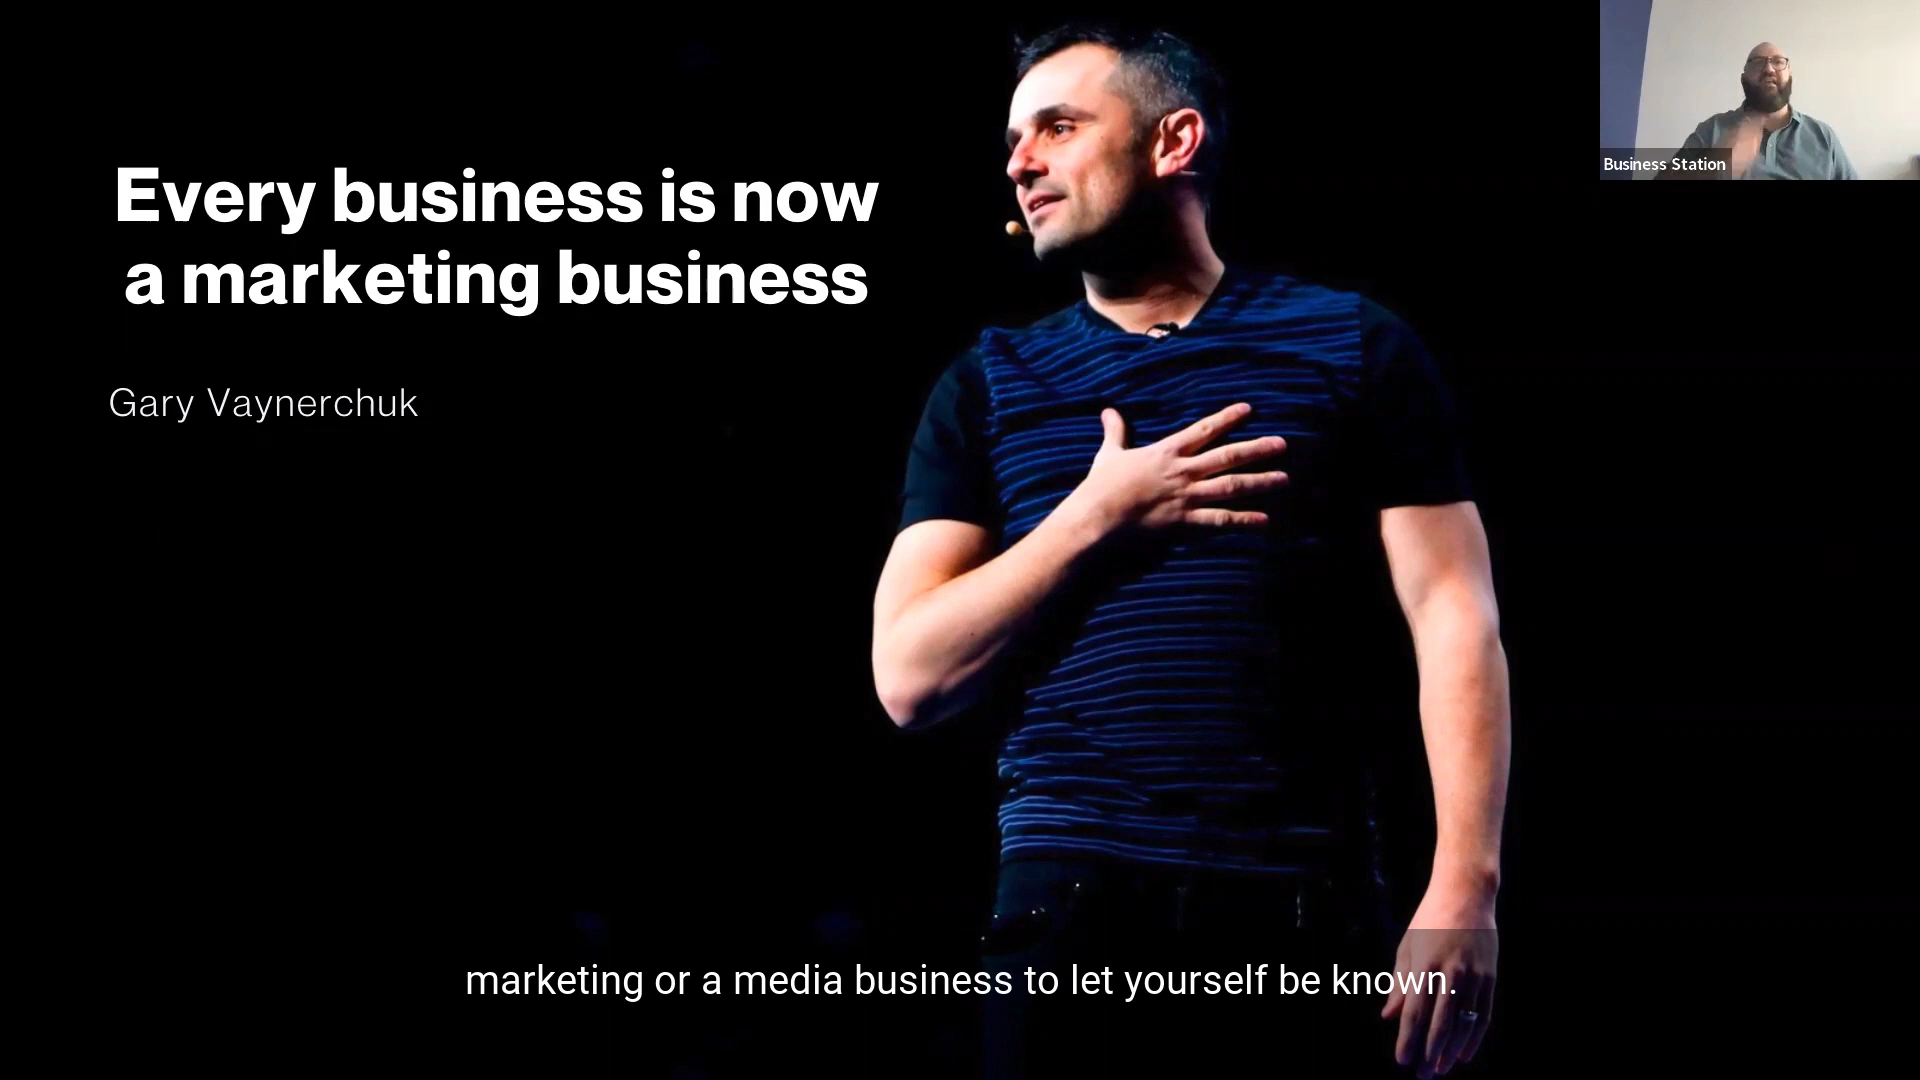 Every business is now
a marketing business
Gary Vaynerchuk
Business Station
marketing or a media business to let yourself be known.